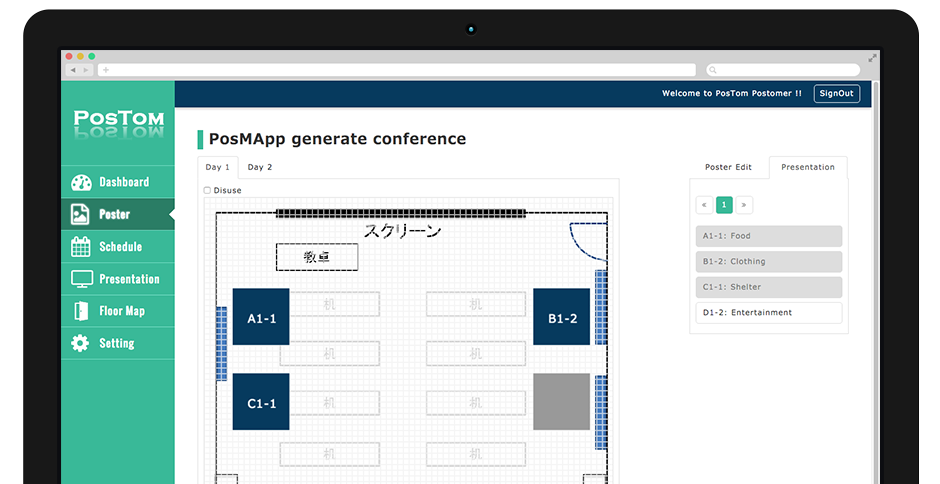 Welcome to PosTom Postomer !!
SignOut
PosTom
Dashboard
Poster
Schedule
Presentation
Floor Map
Setting
PosMApp generate conference
Day 1
Day 2
Disuse
スクリーン
教卓
机
机
机
机
机
机
机
机
A1-1
B1-2
C1-1
Poster Edit
Presentation
«
1
»
A1-1: Food
B1-2: Clothing
C1-1: Shelter
D1-2: Entertainment